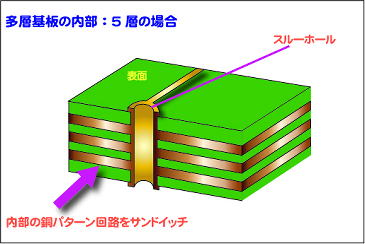 多層基板の内部：５層の場合
スルーホール
表面
内部の銅パターン回路をサンドイッチ